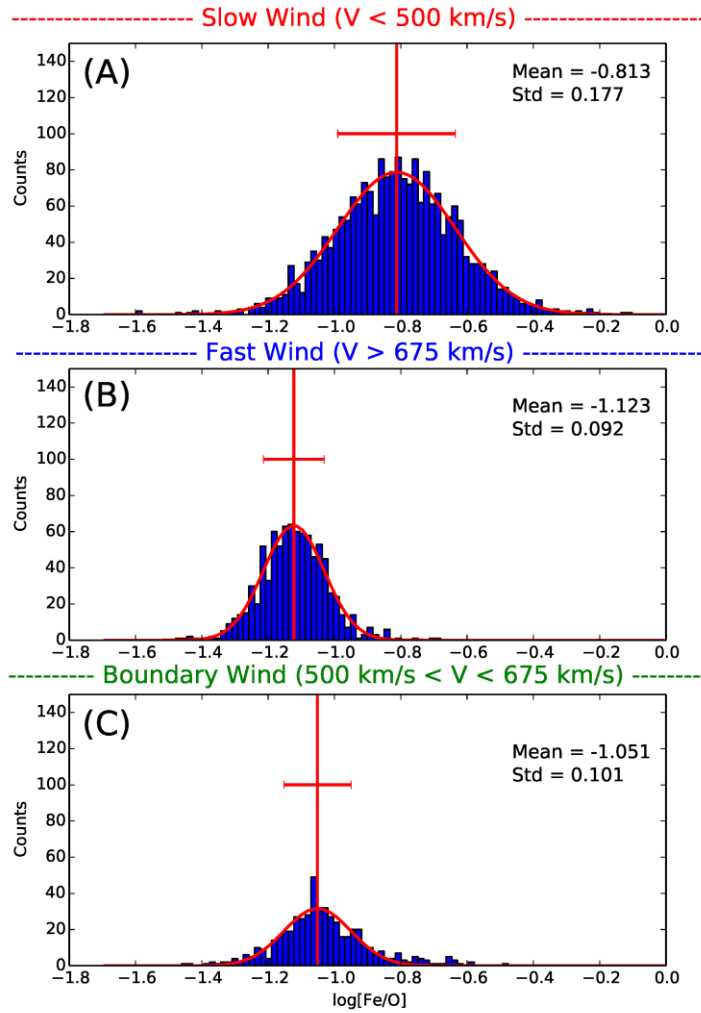 Slow Wind (V < 500 km/s)
(A)
Mean = -0.813
Std = 0.177
Counts
140
120
100
80
60
40
20
0
−1.8 −1.6 −1.4 −1.2 −1.0 −0.8 −0.6 −0.4 −0.2 0.0
Fast Wind (V > 675 km/s)
(B)
Mean = -1.123
Std = 0.092
Counts
140
120
100
80
60
40
20
0
−1.8 −1.6 −1.4 −1.2 −1.0 −0.8 −0.6 −0.4 −0.2 0.0
Boundary Wind (500 km/s < V < 675 km/s)
(C)
Mean = -1.051
Std = 0.101
Counts
140
120
100
80
60
40
20
0
−1.8 −1.6 −1.4 −1.2 −1.0 −0.8 −0.6 −0.4 −0.2 0.0
log[Fe/O]